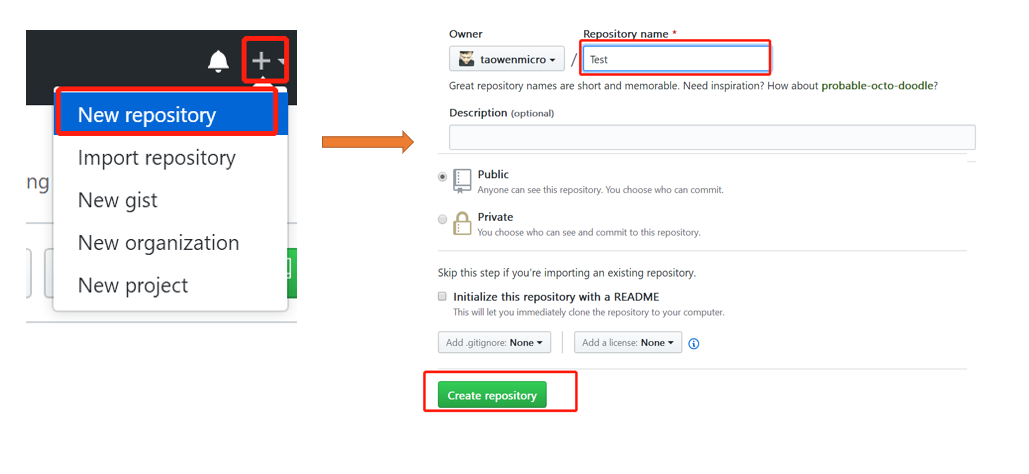 New repository
Import repository
ng
New gist
New organization
New project
Owner
Repository name *
taowenmicro
/
Test
Great repository names are short and memorable. Need inspiration? How about probable-octo-doodle?
Description (optional)
Public
Anyone can see this repository. You choose who can commit.
Private
You choose who can see and commit to this repository.
Skip this step if you're importing an existing repository.
Initialize this repository with a README
This will let you immediately clone the repository to your computer.
Add .gitignore: None
Add a license: None
Create repository